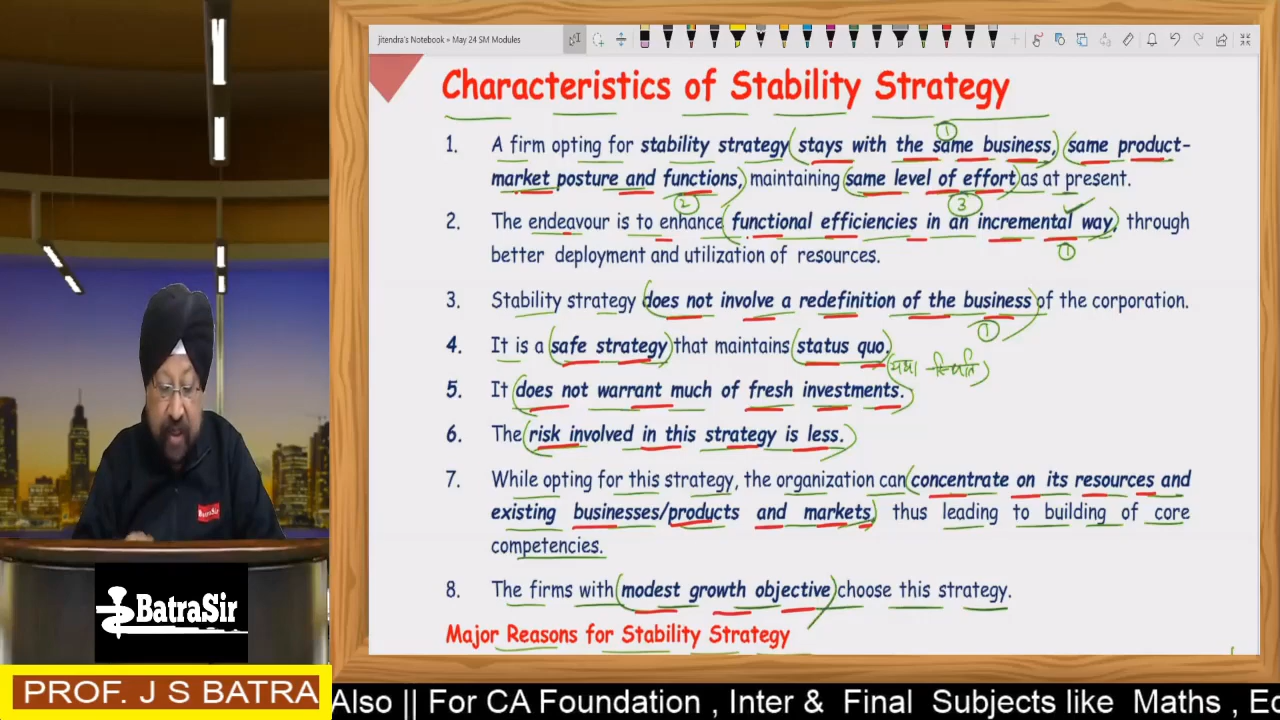 jitendra's Notebook » May 24 SM Modules
Characteristics of Stability Strategy
1. A firm opting for stability strategy stays with the same business, same product-
market posture and functions, maintaining same level of effort as at present.
2. The endeavour is to enhance functional efficiencies in an incremental way, through
better deployment and utilization of resources.
3. Stability strategy does not involve a redefinition of the business of the corporation.
4. It is a safe strategy that maintains status quo
(यथा स्थिति)
5. It does not warrant much of fresh investments.
6. The risk involved in this strategy is less.
7. While opting for this strategy, the organization can concentrate on its resources and
existing businesses/products and markets, thus leading to building of core
competencies.
8. The firms with modest growth objective choose this strategy.
Major Reasons for Stability Strategy
BatraSir
BatraSir
PROF. J S BATRA
Also || For CA Foundation , Inter & Final Subjects like Maths , Ec